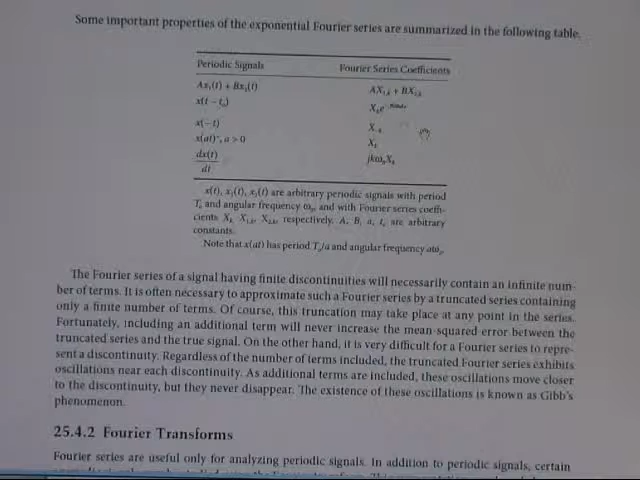 Some important properties of the exponential Fourier series are summarized in the following table.
Periodic Signals Fourier Series Coefficients
Ax₁(t) + Bx₂(t) AX₁,ₖ + BX₂,ₖ
x(t − tₒ) Xₖe
x(−t) X₋ₖ
x(at), a > 0 Xₖ
dx(t)
dt
jkωₒXₖ
x(t), x₁(t), x₂(t) are arbitrary periodic signals with period
Tₒ and angular frequency ωₒ, and with Fourier series coeffi-
cients Xₖ, X₁,ₖ, X₂,ₖ, respectively. A, B, a, tₒ are arbitrary
constants.
Note that x(at) has period Tₒ/a and angular frequency aωₒ.
The Fourier series of a signal having finite discontinuities will necessarily contain an infinite num-
ber of terms. It is often necessary to approximate such a Fourier series by a truncated series containing
only a finite number of terms. Of course, this truncation may take place at any point in the series.
Fortunately, including an additional term will never increase the mean-squared error between the
truncated series and the true signal. On the other hand, it is very difficult for a Fourier series to repre-
sent a discontinuity. Regardless of the number of terms included, the truncated Fourier series exhibits
oscillations near each discontinuity. As additional terms are included, these oscillations move closer
to the discontinuity, but they never disappear. The existence of these oscillations is known as Gibb's
phenomenon.
25.4.2 Fourier Transforms
Fourier series are useful only for analyzing periodic signals. In addition to periodic signals, certain